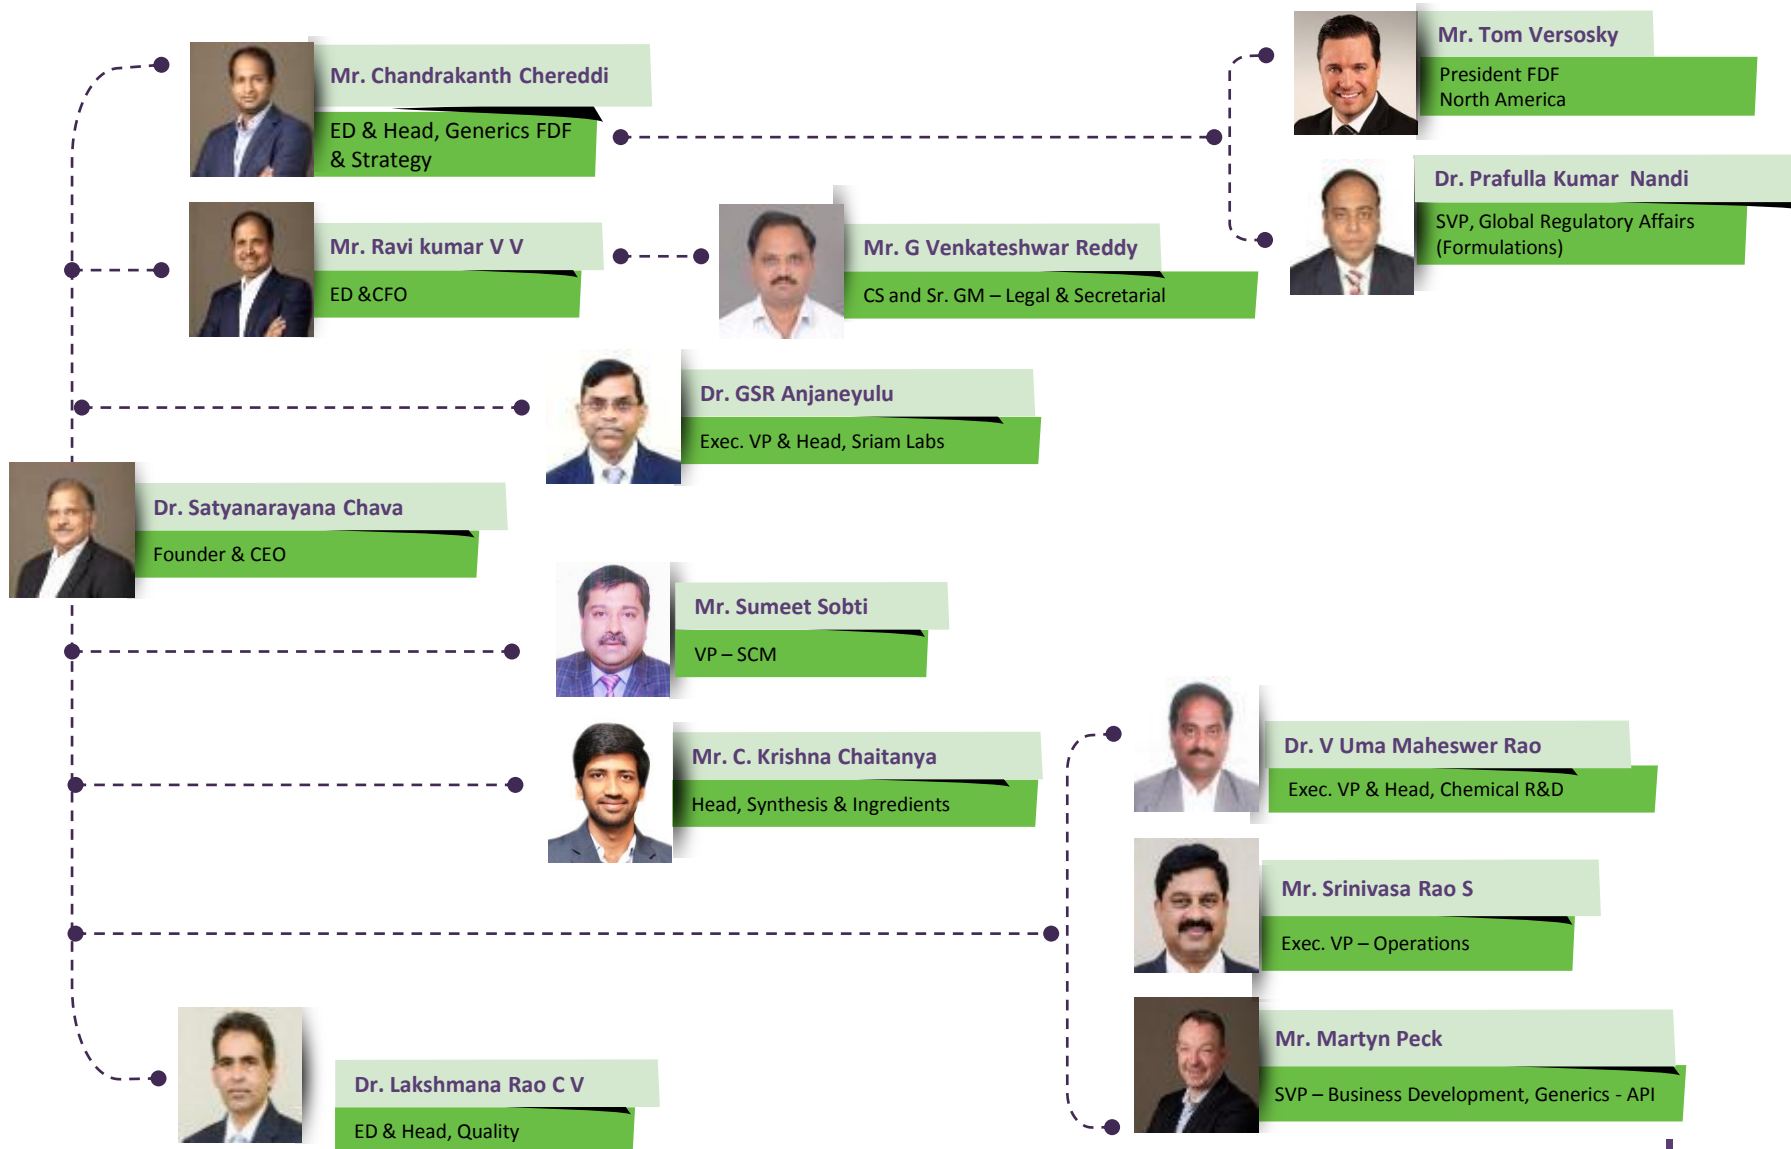 Mr. Chandrakanth Chereddi
ED & Head, Generics FDF
& Strategy
Mr. Tom Versosky
President FDF
North America
Dr. Prafulla Kumar Nandi
SVP, Global Regulatory Affairs
(Formulations)
Mr. Ravi kumar V V
ED &CFO
Mr. G Venkateshwar Reddy
CS and Sr. GM – Legal & Secretarial
Dr. GSR Anjaneyulu
Exec. VP & Head, Sriam Labs
Dr. Satyanarayana Chava
Founder & CEO
Mr. Sumeet Sobti
VP – SCM
Mr. C. Krishna Chaitanya
Head, Synthesis & Ingredients
Dr. V Uma Maheswer Rao
Exec. VP & Head, Chemical R&D
Mr. Srinivasa Rao S
Exec. VP – Operations
Mr. Martyn Peck
SVP – Business Development, Generics - API
Dr. Lakshmana Rao C V
ED & Head, Quality